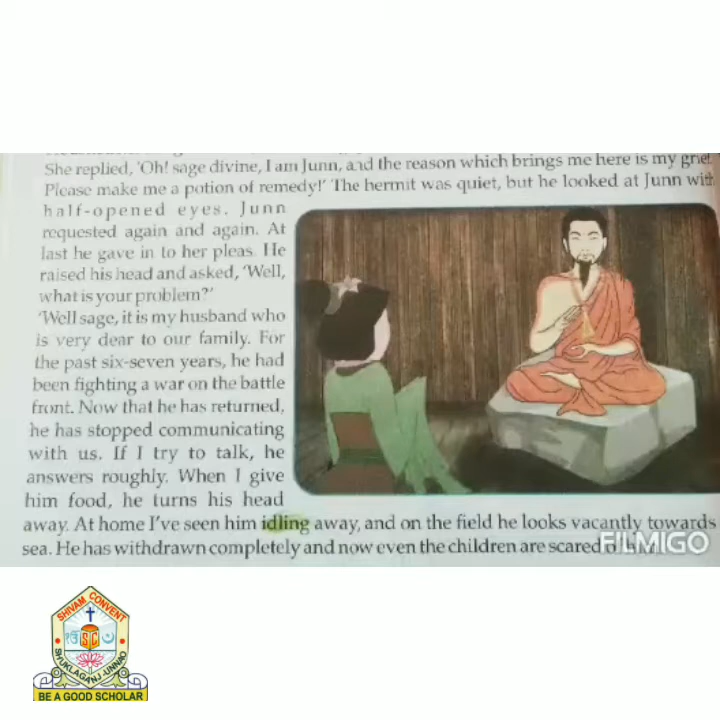 She replied, 'Oh! sage divine, I am Junn, and the reason which brings me here is my grief.
Please make me a potion of remedy!' The hermit was quiet, but he looked at Junn with
half-opened eyes. Junn
requested again and again. At
last he gave in to her pleas. He
raised his head and asked, 'Well,
what is your problem?'
'Well sage, it is my husband who
is very dear to our family. For
the past six-seven years, he had
been fighting a war on the battle
front. Now that he has returned,
he has stopped communicating
with us. If I try to talk, he
answers roughly. When I give
him food, he turns his head
away. At home I've seen him idling away, and on the field he looks vacantly towards
sea. He has withdrawn completely and now even the children are scared
FILMIGO
SHIVAM CONVENT
SC
SHUKLAGANJ-UNNAO
BE A GOOD SCHOLAR